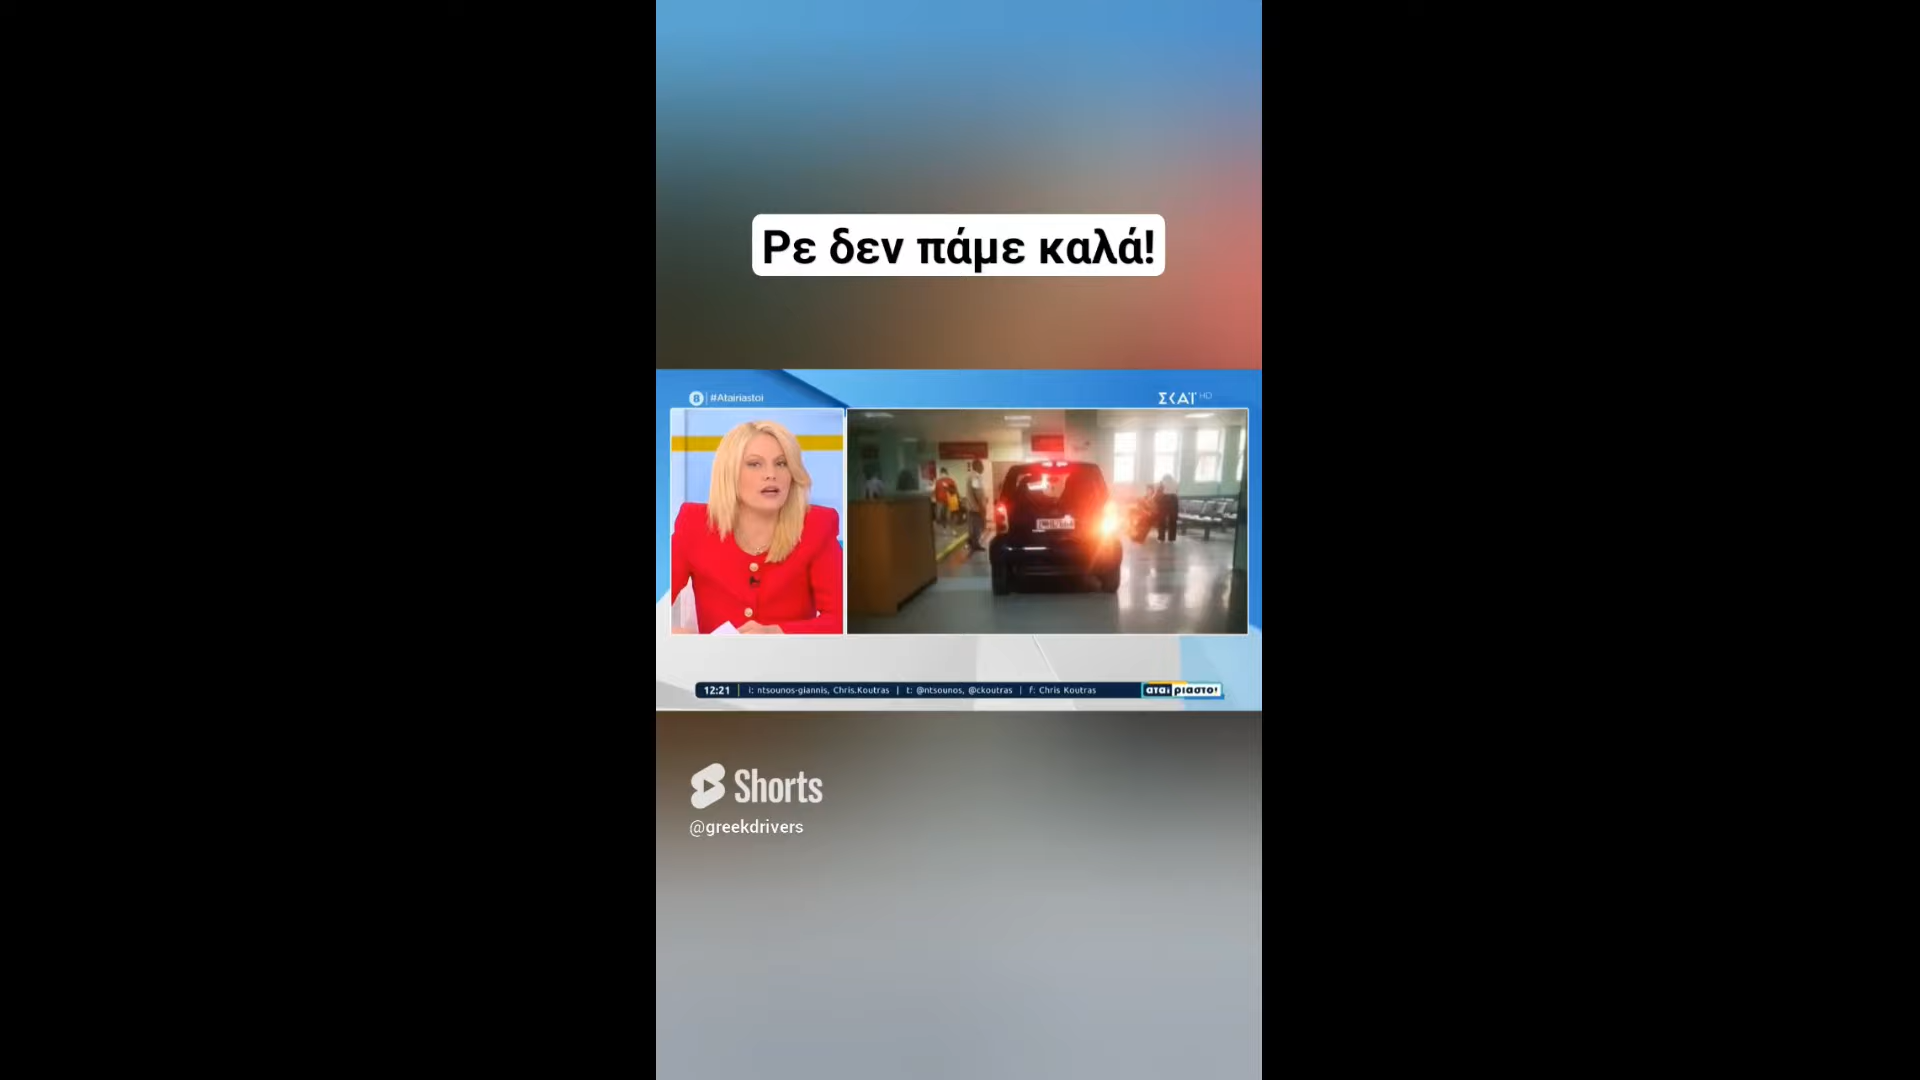 Ρε δεν πάμε καλά!
8 #Atairiastoi
ΣΚΑΪ HD
12:21 i: ntsounos-giannis, Chris.Koutras | t: @ntsounos, @ckoutras | f: Chris Koutras
αταίριαστοι
Shorts
@greekdrivers